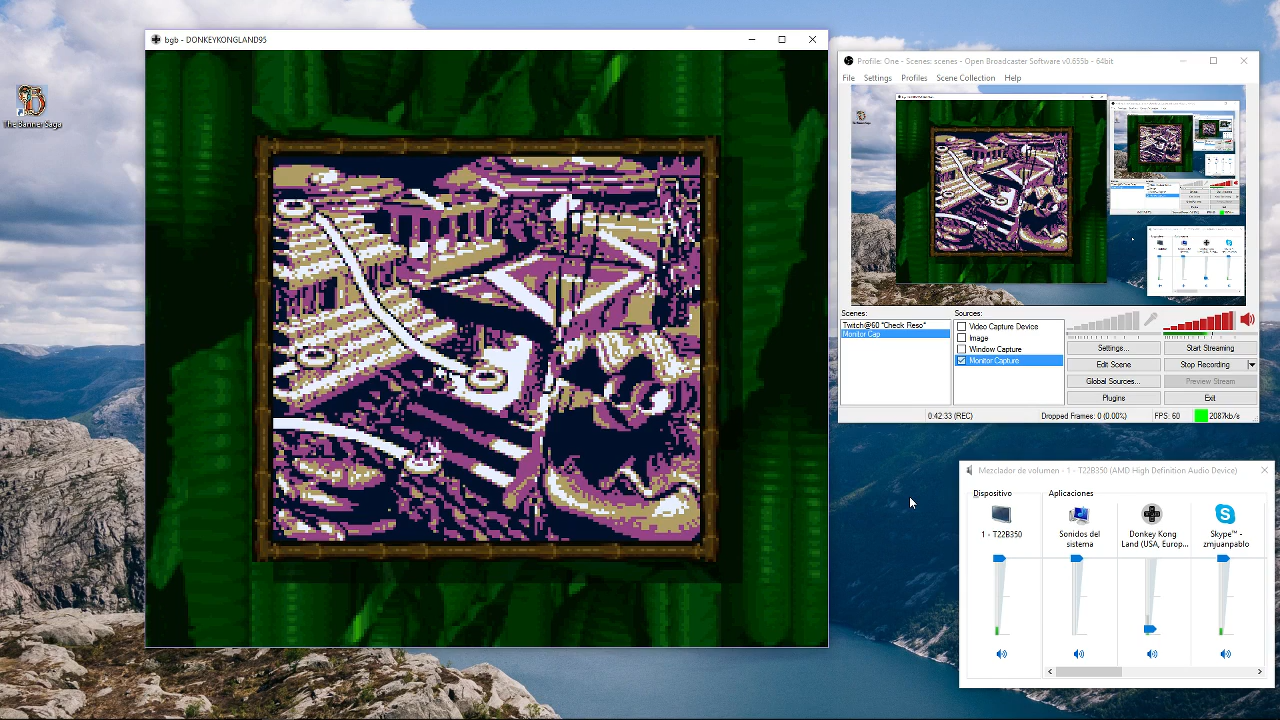 bgb - DONKEYKONGLAND95
The Banner Saga
Profile: One - Scenes: scenes - Open Broadcaster Software v0.655b - 64bit
File Settings Profiles Scene Collection Help
Scenes:
Twitch@60 *Check Reso*
Monitor Cap
Sources:
Video Capture Device
Image
Window Capture
Monitor Capture
Settings... Start Streaming
Edit Scene Stop Recording
Global Sources... Preview Stream
Plugins Exit
0:42:33 (REC) Dropped Frames: 0 (0.00%) FPS: 60 2087kb/s
Mezclador de volumen - 1 - T22B350 (AMD High Definition Audio Device)
Dispositivo Aplicaciones
1 - T22B350
Sonidos del
sistema
Donkey Kong
Land (USA, Europ...
Skype™ -
zmjuanpablo